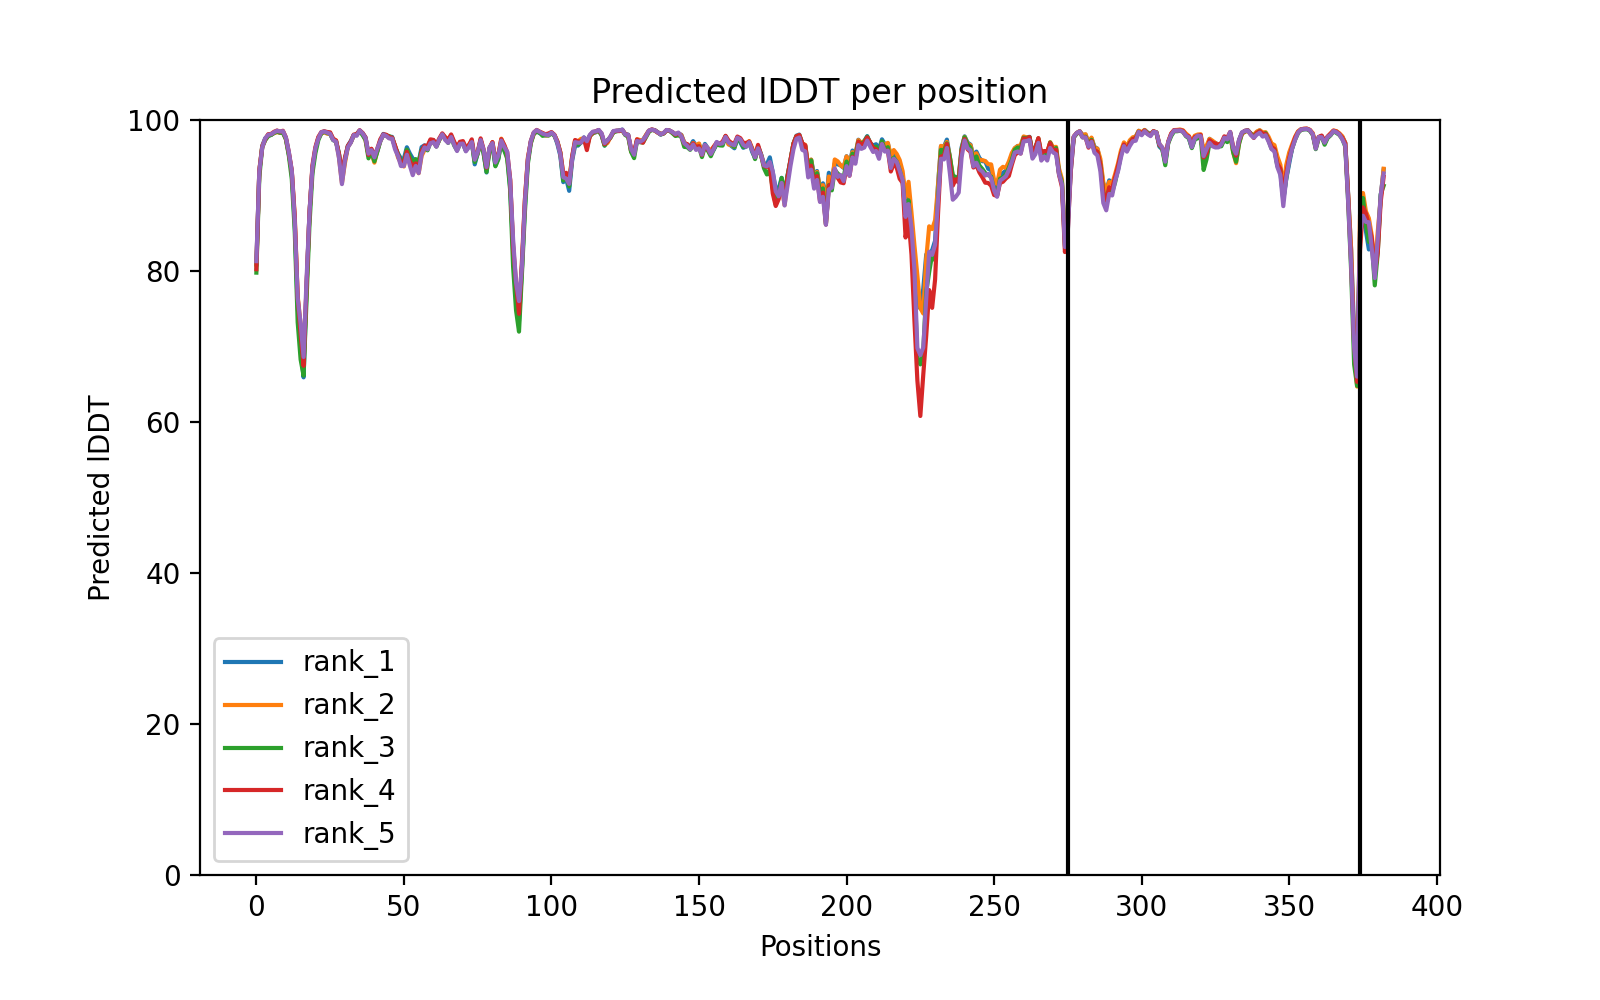 Predicted lDDT per position
100
80
60
40
20
0
Predicted lDDT
rank_1
rank_2
rank_3
rank_4
rank_5
0 50 100 150 200 250 300 350 400
Positions